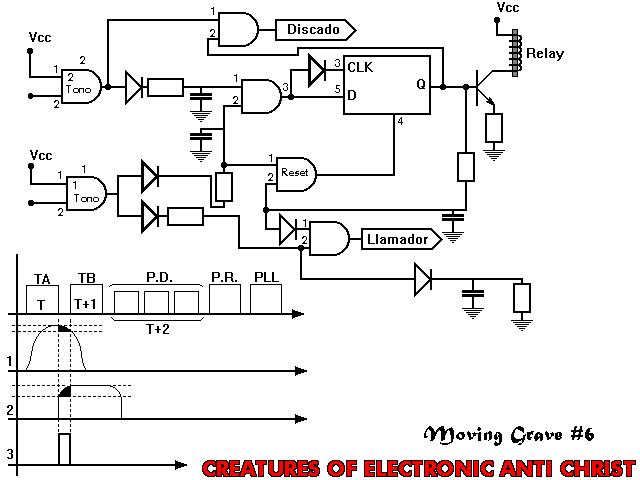 Vcc
1
2
2
2
Tono
1
2
Discado
1
2
3
3 CLK
5 D
Q
4
Vcc
Relay
Vcc
1
2
1
1
Tono
1
2
Reset
1
2
Llamador
TA
TB
P.D.
P.R.
PLL
T
T+1
T+2
1
2
3
Moving Grave #6
CREATURES OF ELECTRONIC ANTI CHRIST